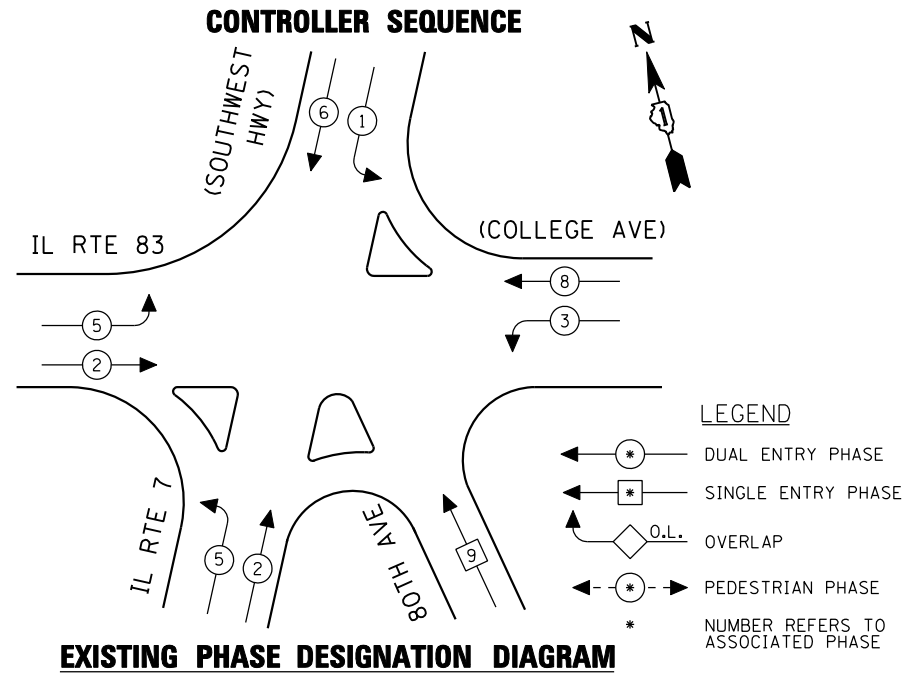 CONTROLLER SEQUENCE
N
1
(SOUTHWEST
HWY)
6
1
IL RTE 83
(COLLEGE AVE)
8
5
3
2
LEGEND
* DUAL ENTRY PHASE
* SINGLE ENTRY PHASE
O.L. OVERLAP
* PEDESTRIAN PHASE
* NUMBER REFERS TO
ASSOCIATED PHASE
IL RTE 7
5
2
80TH AVE
9
EXISTING PHASE DESIGNATION DIAGRAM